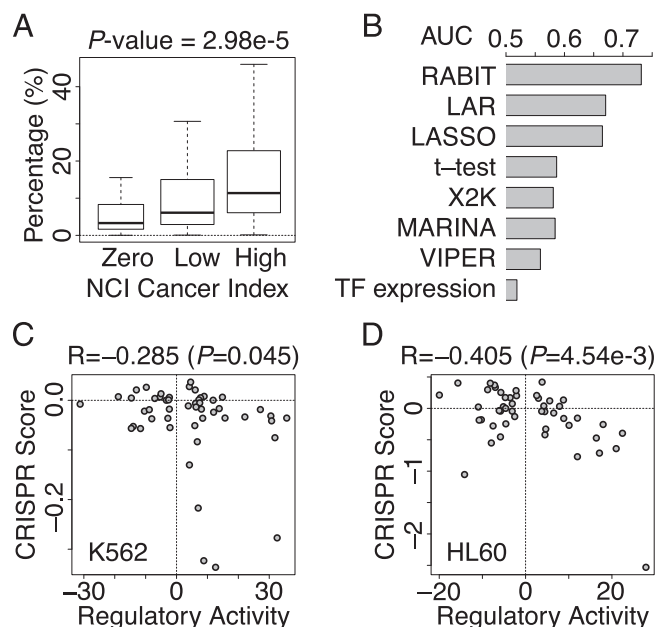 A
P-value = 2.98e-5
Percentage (%)
0
20
40
Zero Low High
NCI Cancer Index
B
AUC 0.5 0.6 0.7
RABIT
LAR
LASSO
t–test
X2K
MARINA
VIPER
TF expression
C
R=−0.285 (P=0.045)
CRISPR Score
0.0
−0.2
K562
−30 0 30
Regulatory Activity
D
R=−0.405 (P=4.54e-3)
CRISPR Score
0
−1
−2
HL60
−20 0 20
Regulatory Activity